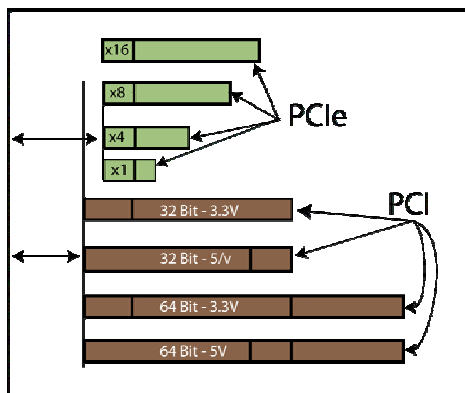 x16
x8
PCIe
x4
x1
32 Bit - 3.3V
PCI
32 Bit - 5/v
64 Bit - 3.3V
64 Bit - 5V